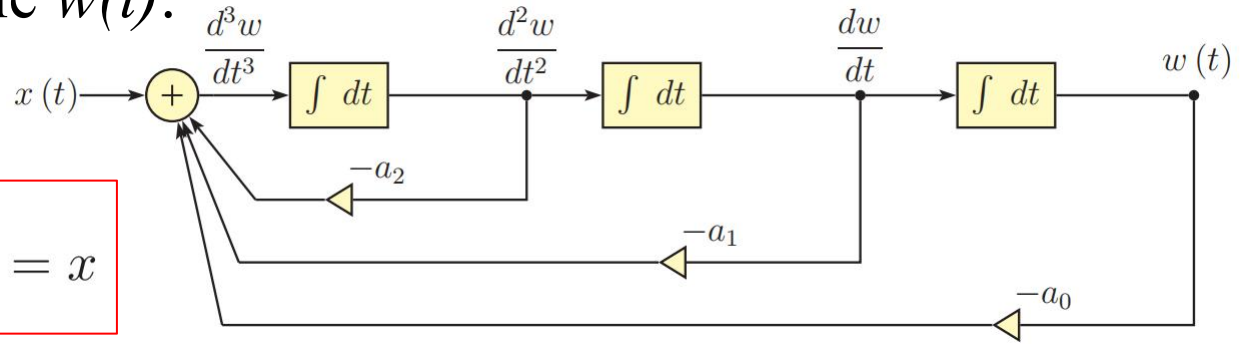 w(t).
d³w/dt³
d²w/dt²
dw/dt
w (t)
x (t)
+
∫ dt
∫ dt
∫ dt
−a₂
−a₁
= x
−a₀